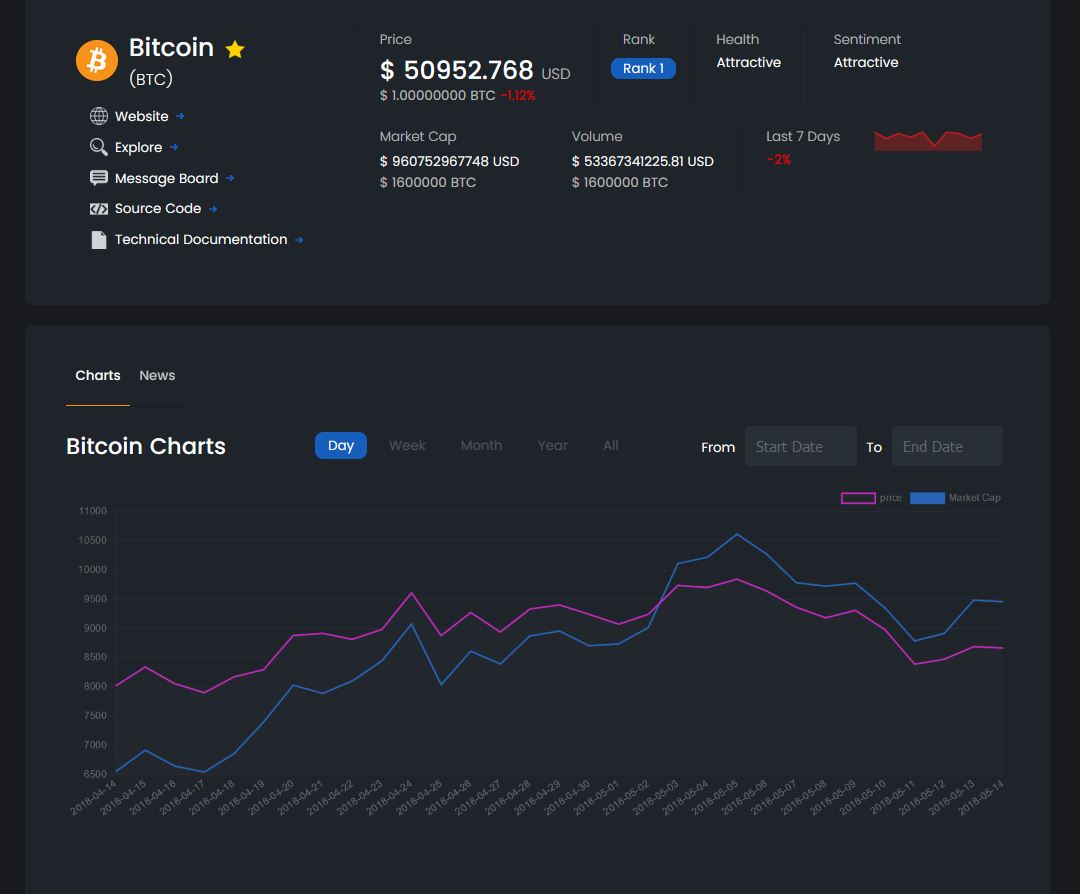 Bitcoin
(BTC)
Website
Explore
Message Board
Source Code
Technical Documentation
Price
$ 50952.768 USD
$ 1.00000000 BTC -1.12%
Rank
Rank 1
Health
Attractive
Sentiment
Attractive
Market Cap
$ 960752967748 USD
$ 1600000 BTC
Volume
$ 53367341225.81 USD
$ 1600000 BTC
Last 7 Days
-2%
Charts News
Bitcoin Charts
Day Week Month Year All
From Start Date To End Date
price Market Cap
11000
10500
10000
9500
9000
8500
8000
7500
7000
6500
2018-04-14
2018-04-15
2018-04-16
2018-04-17
2018-04-18
2018-04-19
2018-04-20
2018-04-21
2018-04-22
2018-04-23
2018-04-24
2018-04-25
2018-04-26
2018-04-27
2018-04-28
2018-04-29
2018-04-30
2018-05-01
2018-05-02
2018-05-03
2018-05-04
2018-05-05
2018-05-08
2018-05-07
2018-05-08
2018-05-09
2018-05-10
2018-05-11
2018-05-12
2018-05-13
2018-05-14